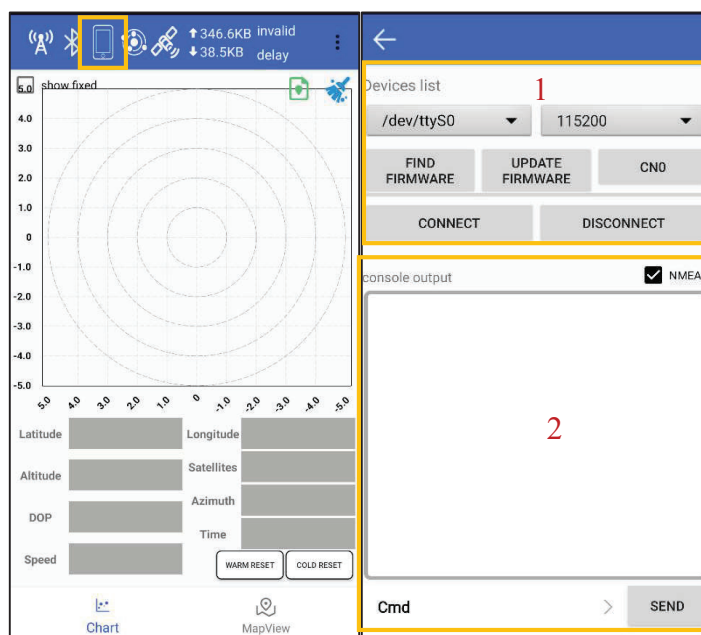 346.6KB invalid
38.5KB delay
show fixed
5.0
4.0
3.0
2.0
1.0
0
-1.0
-2.0
-3.0
-4.0
-5.0
5.0 4.0 3.0 2.0 1.0 0 -1.0 -2.0 -3.0 -4.0 -5.0
Latitude Longitude
Altitude Satellites
DOP Azimuth
Time
Speed
WARM RESET COLD RESET
Chart MapView
Devices list
1
/dev/ttyS0 115200
FIND FIRMWARE
UPDATE FIRMWARE
CN0
CONNECT DISCONNECT
console output NMEA
2
Cmd SEND